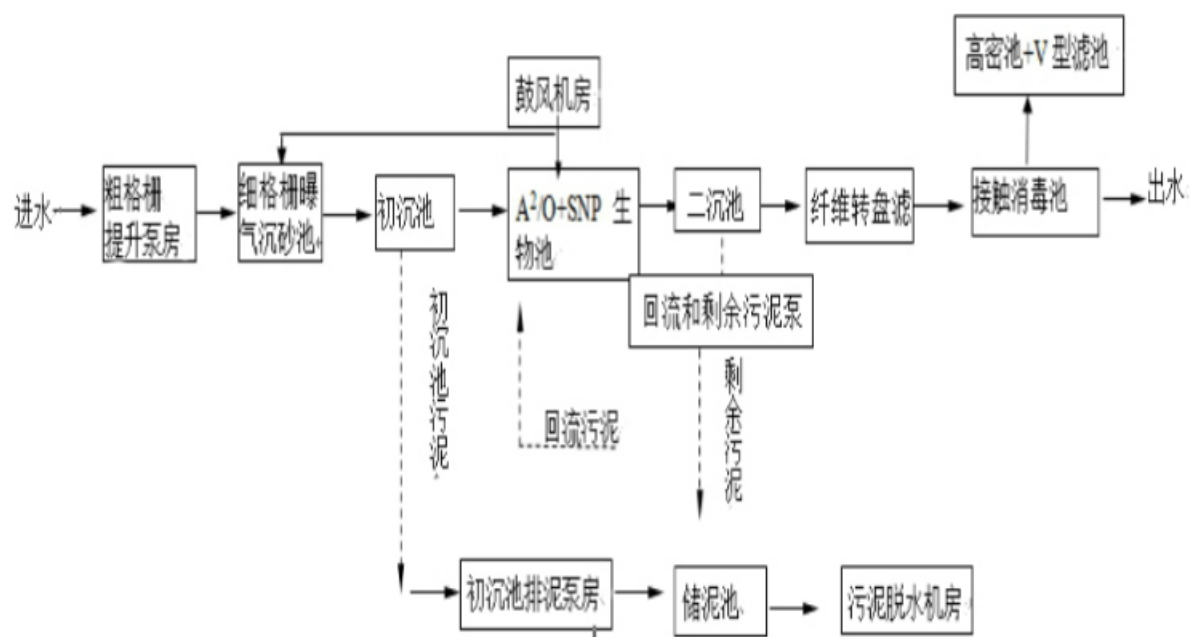 高密池+V型滤池
鼓风机房
进水
粗格栅
提升泵房
细格栅曝
气沉砂池
初沉池
A²/O+SNP 生
物池
二沉池
纤维转盘滤
接触消毒池
出水
回流和剩余污泥泵
初沉池污泥
回流污泥
剩余污泥
初沉池排泥泵房
储泥池
污泥脱水机房